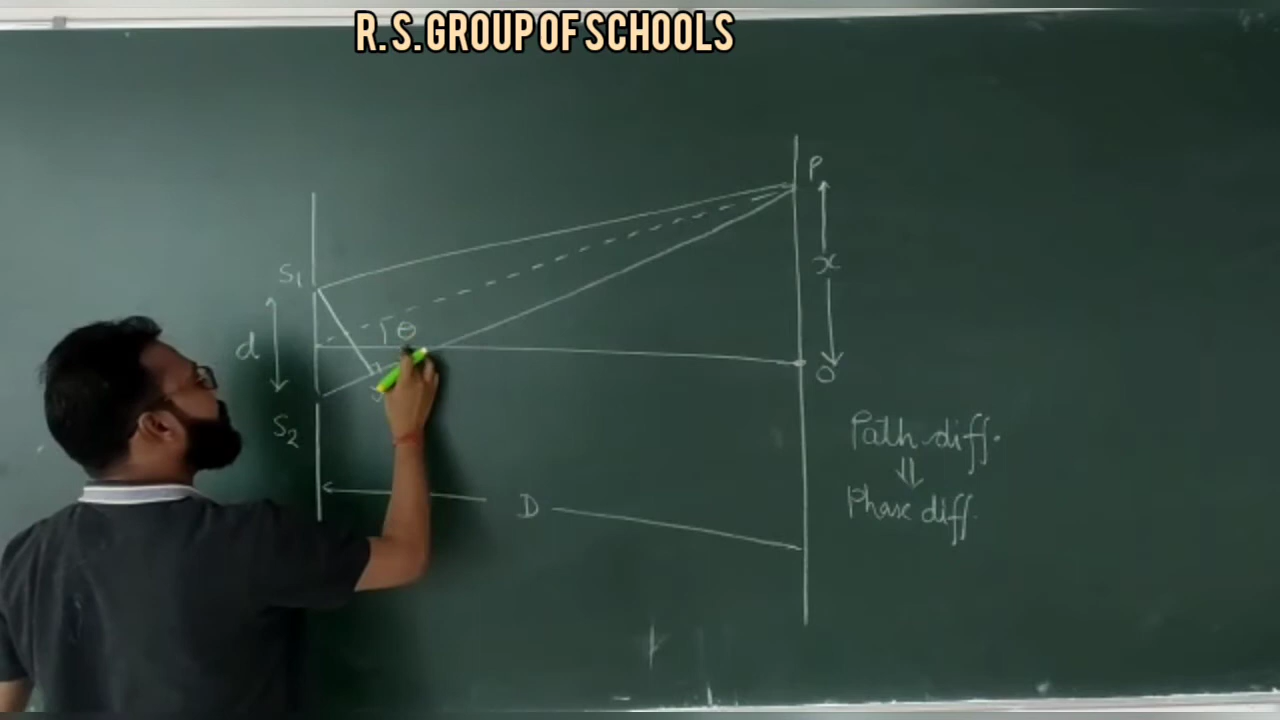 R. S. GROUP OF SCHOOLS
P
S1
x
d
θ
O
S2
Path diff.
⇓
Phase diff.
D